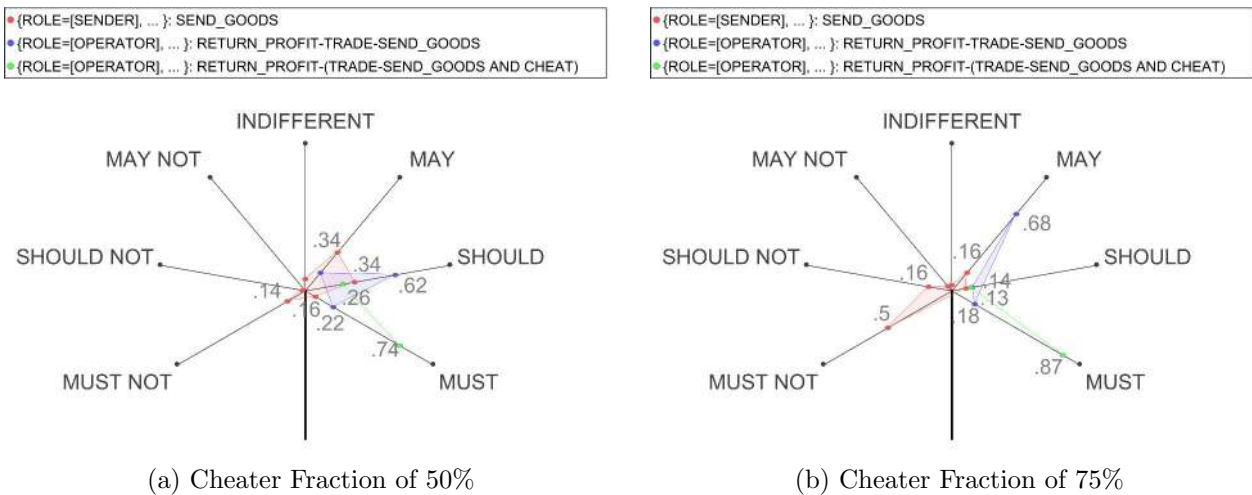 {ROLE=[SENDER], ... }: SEND_GOODS
{ROLE=[OPERATOR], ... }: RETURN_PROFIT-TRADE-SEND_GOODS
{ROLE=[OPERATOR], ... }: RETURN_PROFIT-(TRADE-SEND_GOODS AND CHEAT)
INDIFFERENT
MAY NOT
MAY
SHOULD NOT
SHOULD
MUST NOT
MUST
.34
.34
.62
.14
.16
.26
.22
.74
(a) Cheater Fraction of 50%
{ROLE=[SENDER], ... }: SEND_GOODS
{ROLE=[OPERATOR], ... }: RETURN_PROFIT-TRADE-SEND_GOODS
{ROLE=[OPERATOR], ... }: RETURN_PROFIT-(TRADE-SEND_GOODS AND CHEAT)
INDIFFERENT
MAY NOT
MAY
SHOULD NOT
SHOULD
MUST NOT
MUST
.68
.16
.16
.14
.13
.5
.18
.87
(b) Cheater Fraction of 75%